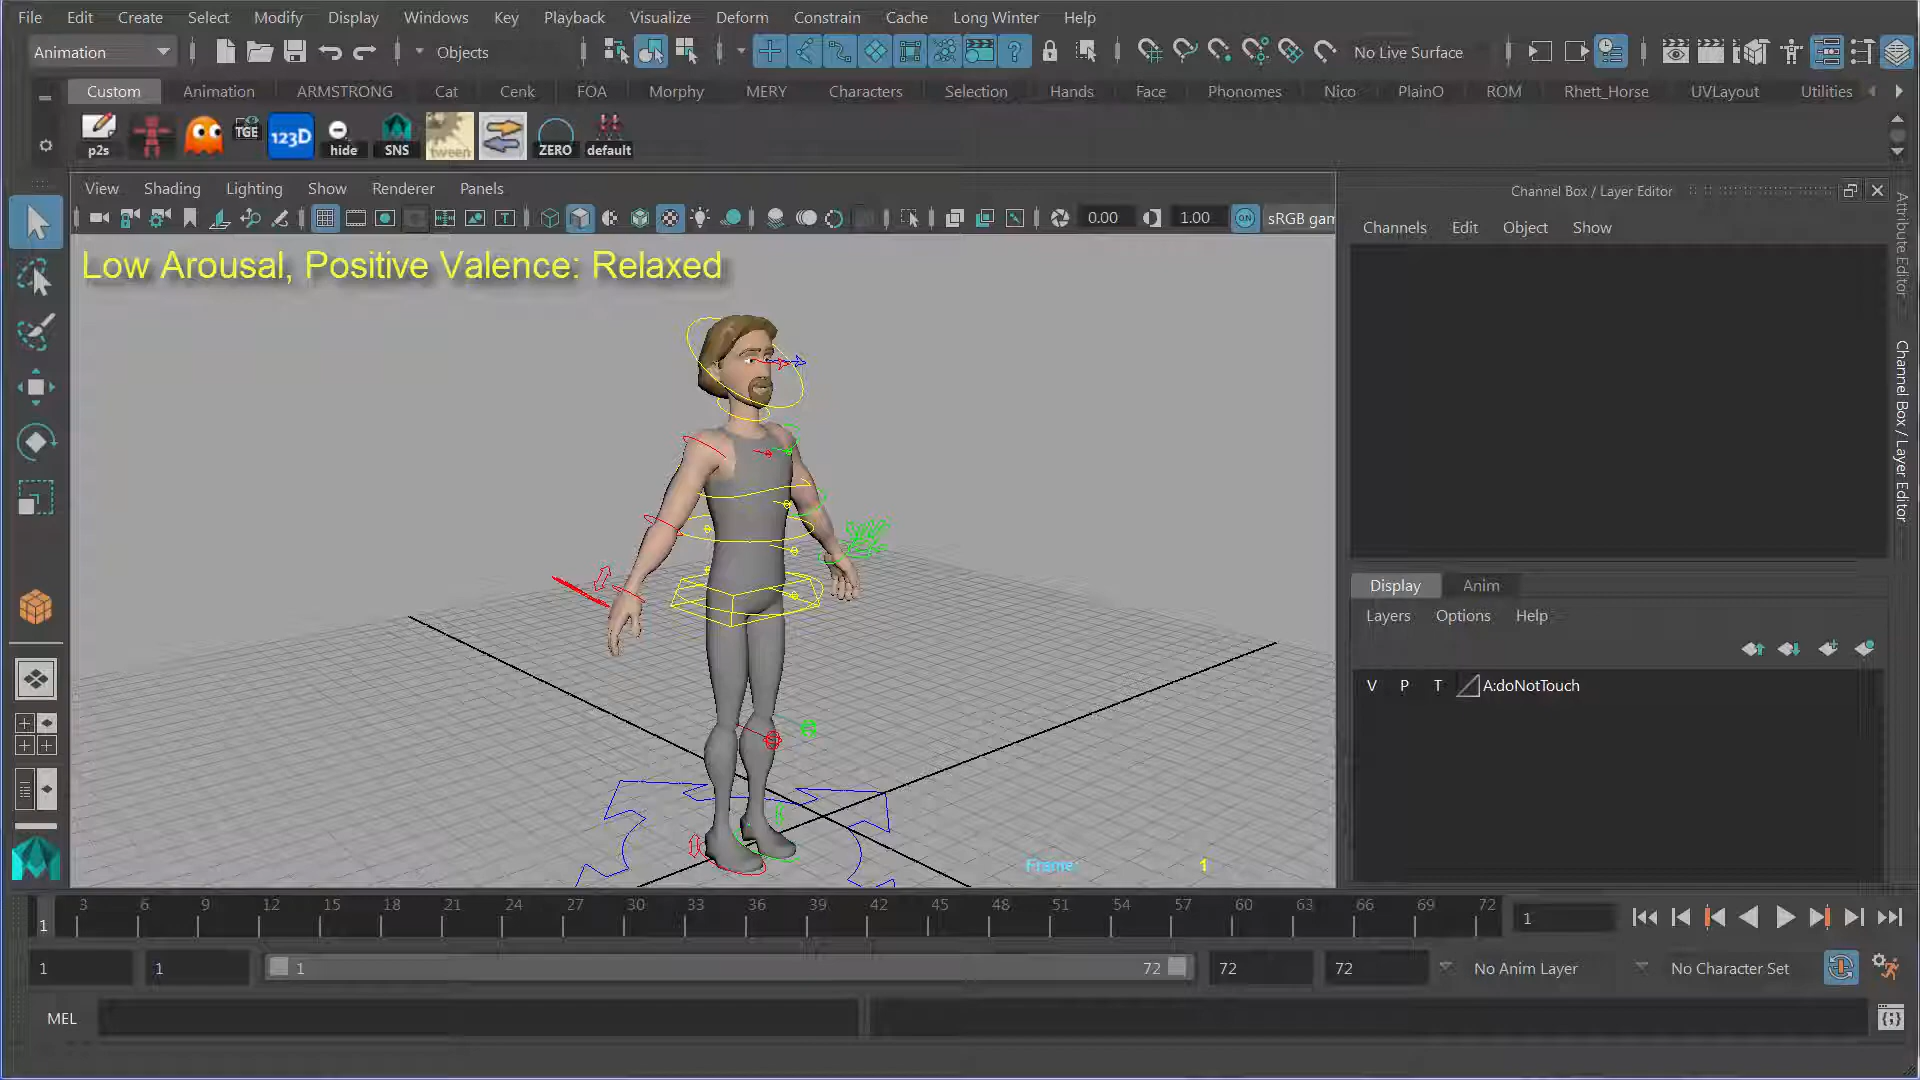 File Edit Create Select Modify Display Windows Key Playback Visualize Deform Constrain Cache Long Winter Help
Animation Objects No Live Surface
Custom Animation ARMSTRONG Cat Cenk FOA Morphy MERY Characters Selection Hands Face Phonomes Nico PlainO ROM Rhett_Horse UVLayout Utilities
TGE 123D tween
p2s hide SNS ZERO default
View Shading Lighting Show Renderer Panels
0.00 1.00 ON sRGB gam
Low Arousal, Positive Valence: Relaxed
Frame: 1
Channel Box / Layer Editor
Channels Edit Object Show
Display Anim
Layers Options Help
V P T A:doNotTouch
Attribute Editor
Channel Box / Layer Editor
1 3 6 9 12 15 18 21 24 27 30 33 36 39 42 45 48 51 54 57 60 63 66 69 72 1
1 1 1 72 72 72 No Anim Layer No Character Set
MEL